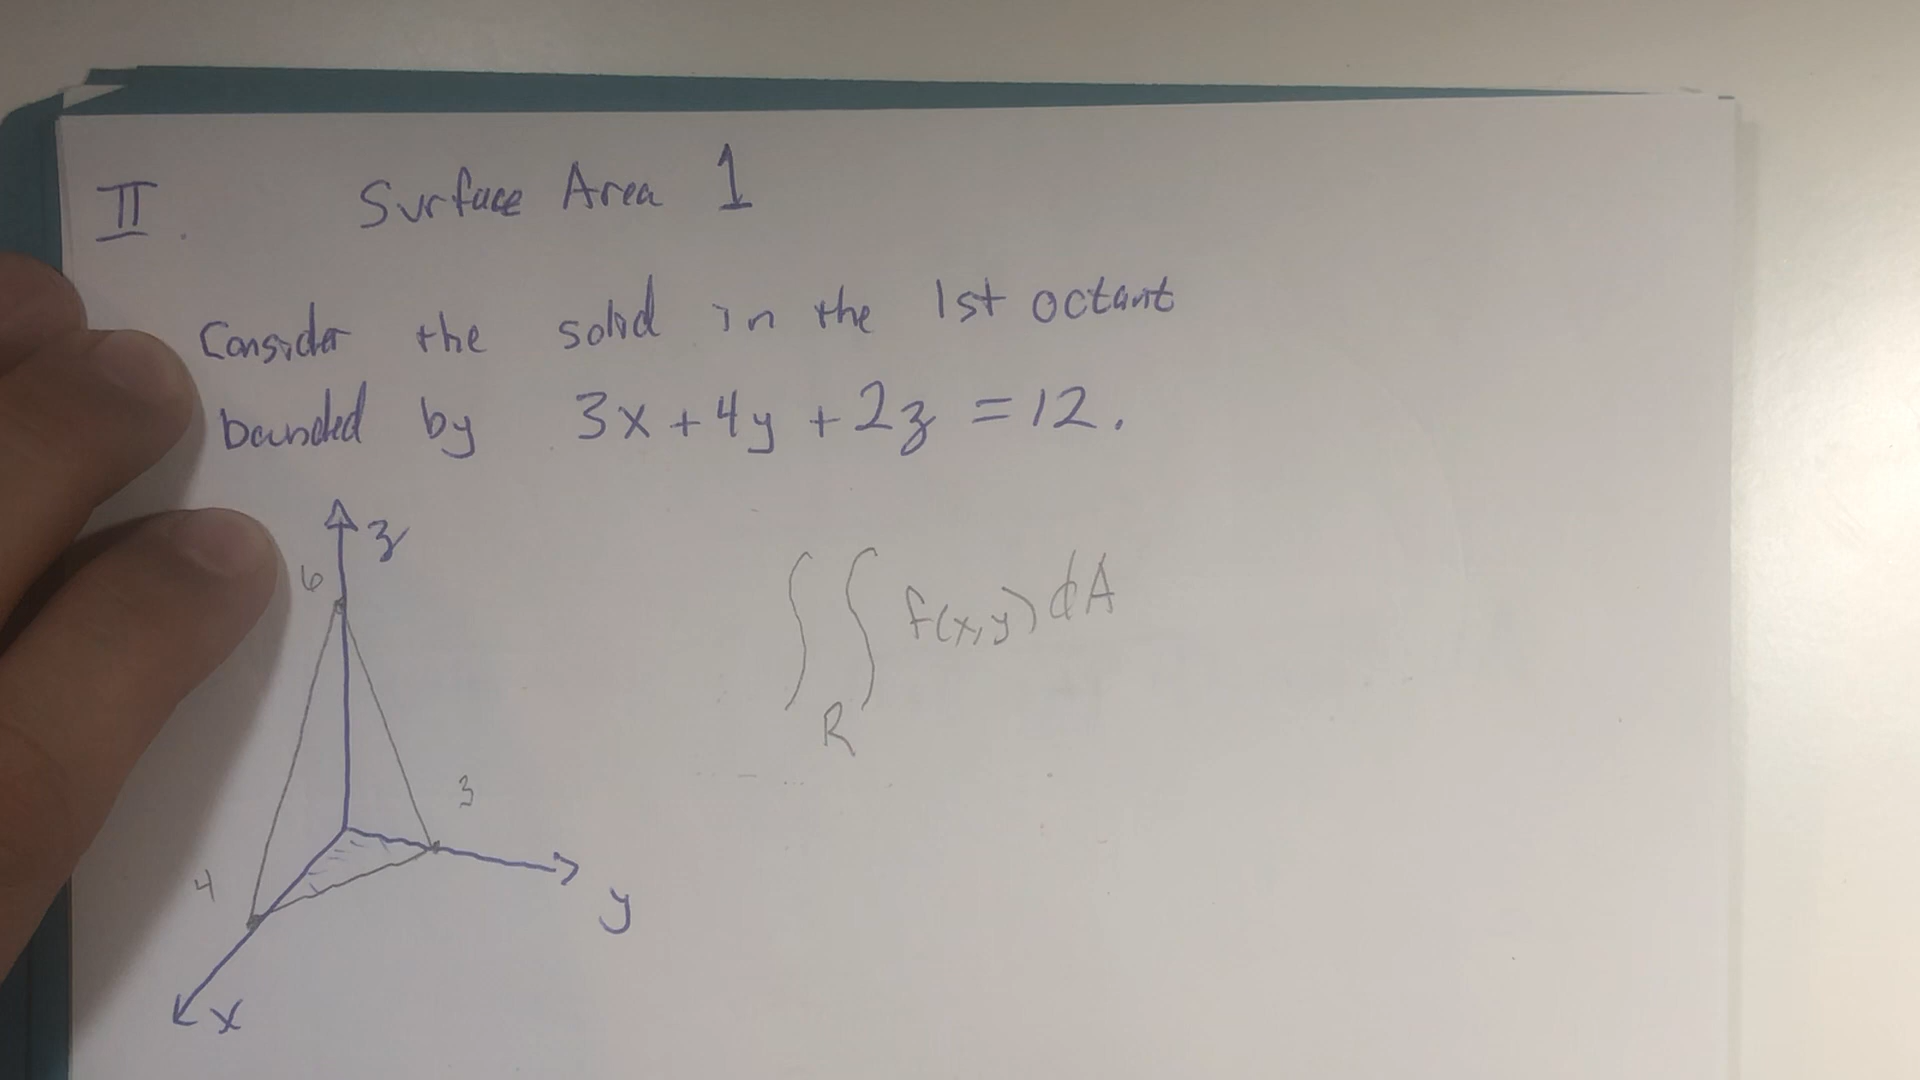 II. Surface Area 1
Consider the solid in the 1st octant
bounded by 3x + 4y + 2z = 12.
z
6
∫∫ f(x,y) dA
R
3
4
y
x